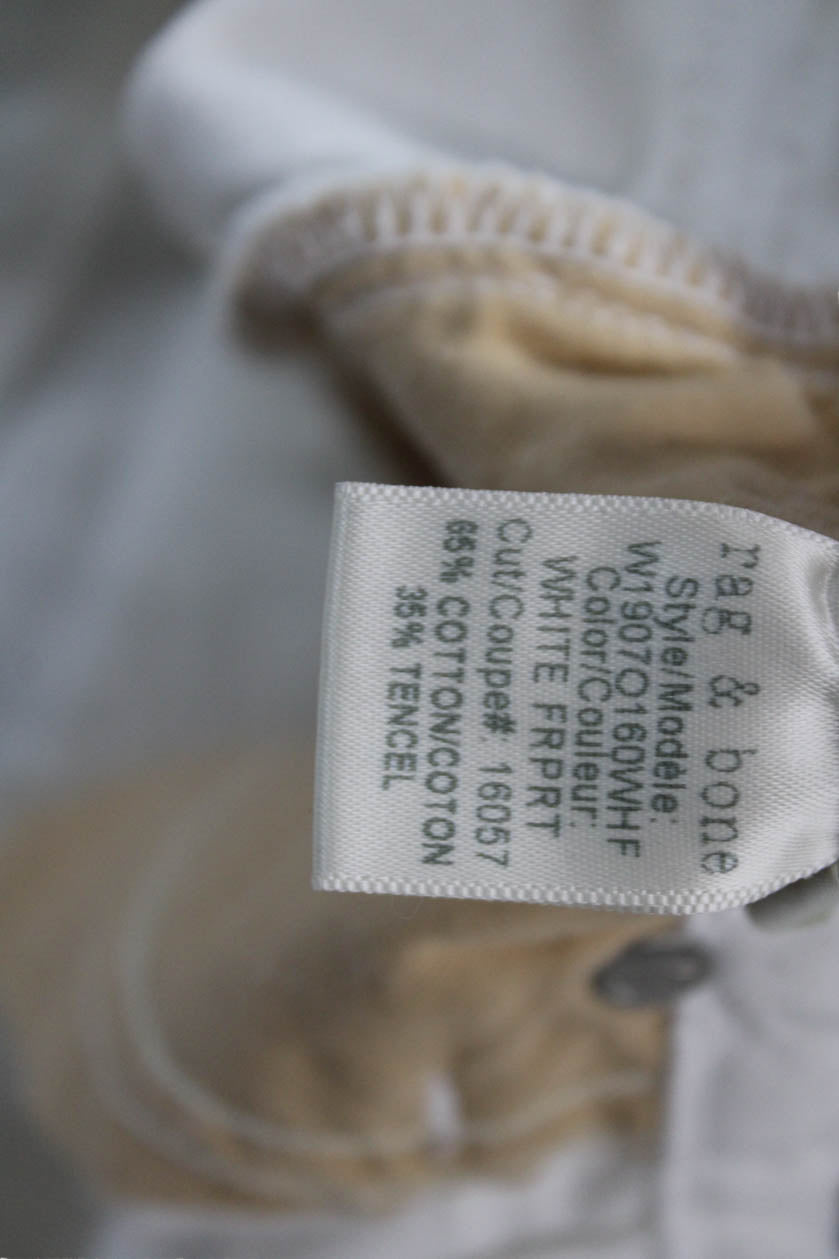 rag & bone
Style/Modèle:
W1907O160WHF
Color/Couleur:
WHITE FRPRT
Cut/Coupe#: 16057
65% COTTON/COTON
35% TENCEL